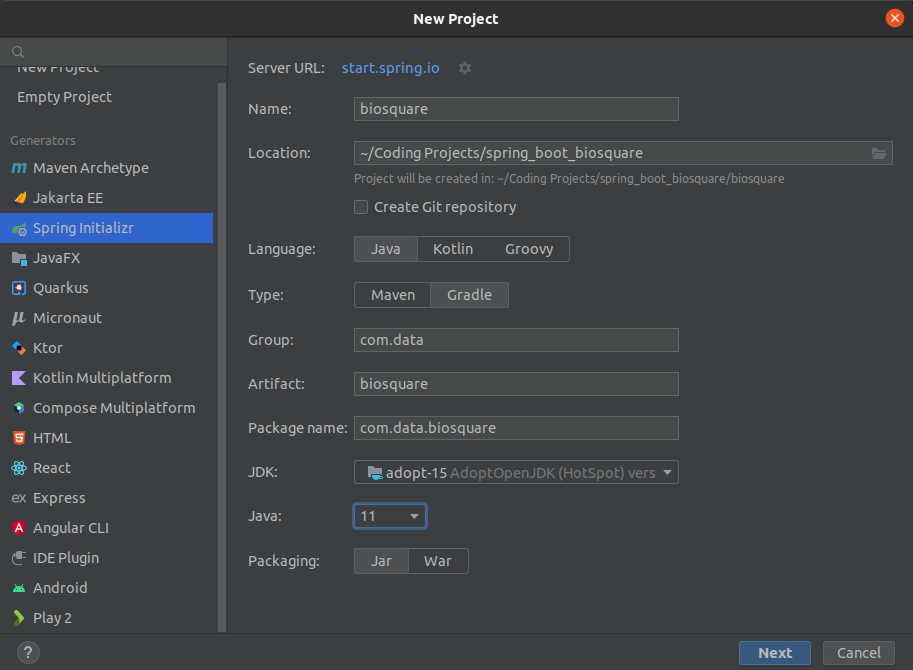 New Project
New Project
Empty Project
Generators
Maven Archetype
Jakarta EE
Spring Initializr
JavaFX
Quarkus
Micronaut
Ktor
Kotlin Multiplatform
Compose Multiplatform
HTML
React
Express
Angular CLI
IDE Plugin
Android
Play 2
Server URL: start.spring.io
Name: biosquare
Location: ~/Coding Projects/spring_boot_biosquare
Project will be created in: ~/Coding Projects/spring_boot_biosquare/biosquare
Create Git repository
Language: Java Kotlin Groovy
Type: Maven Gradle
Group: com.data
Artifact: biosquare
Package name: com.data.biosquare
JDK: adopt-15 AdoptOpenJDK (HotSpot) vers
Java: 11
Packaging: Jar War
? Next Cancel